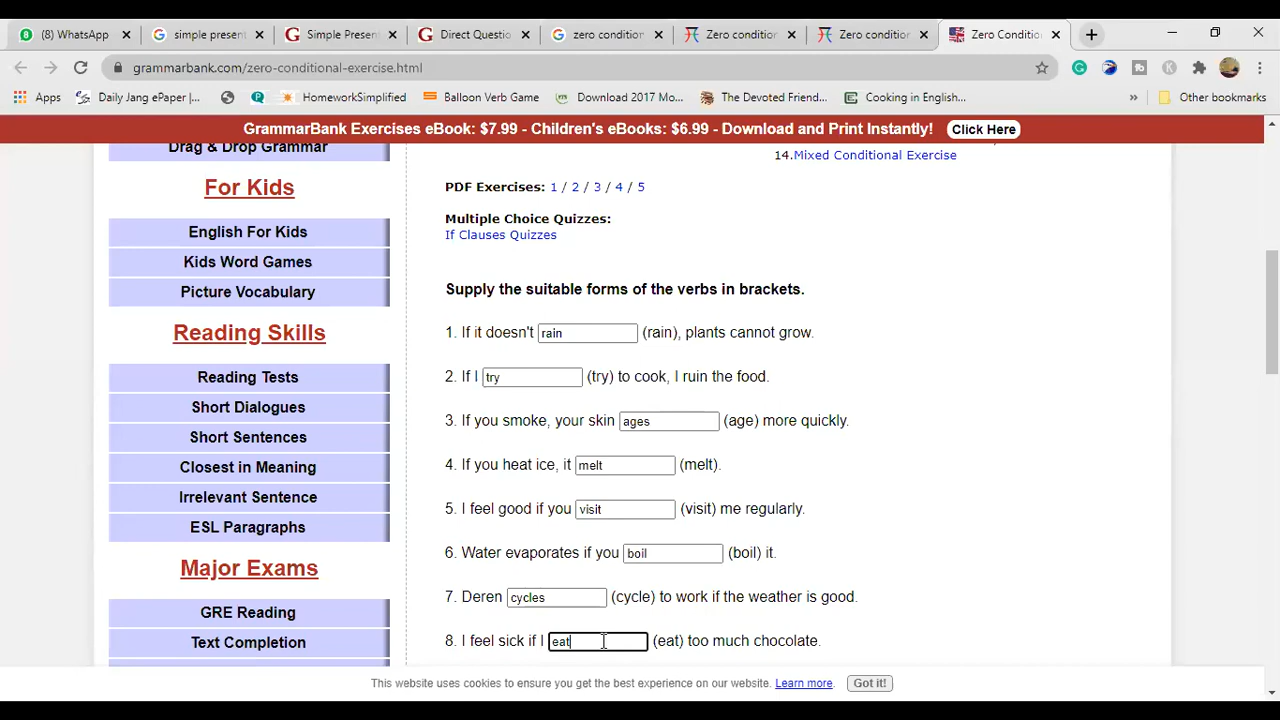 (8) WhatsApp
simple present
Simple Present
Direct Question
zero condition
Zero condition
Zero condition
Zero Conditio
grammarbank.com/zero-conditional-exercise.html
Apps
Daily Jang ePaper |...
HomeworkSimplified
Balloon Verb Game
Download 2017 Mo...
The Devoted Friend...
Cooking in English...
»
Other bookmarks
GrammarBank Exercises eBook: $7.99 - Children's eBooks: $6.99 - Download and Print Instantly!
Click Here
Drag & Drop Grammar
For Kids
English For Kids
Kids Word Games
Picture Vocabulary
Reading Skills
Reading Tests
Short Dialogues
Short Sentences
Closest in Meaning
Irrelevant Sentence
ESL Paragraphs
Major Exams
GRE Reading
Text Completion
14.Mixed Conditional Exercise
PDF Exercises: 1 / 2 / 3 / 4 / 5
Multiple Choice Quizzes:
If Clauses Quizzes
Supply the suitable forms of the verbs in brackets.
1. If it doesn't rain (rain), plants cannot grow.
2. If I try (try) to cook, I ruin the food.
3. If you smoke, your skin ages (age) more quickly.
4. If you heat ice, it melt (melt).
5. I feel good if you visit (visit) me regularly.
6. Water evaporates if you boil (boil) it.
7. Deren cycles (cycle) to work if the weather is good.
8. I feel sick if I eat (eat) too much chocolate.
This website uses cookies to ensure you get the best experience on our website. Learn more. Got it!